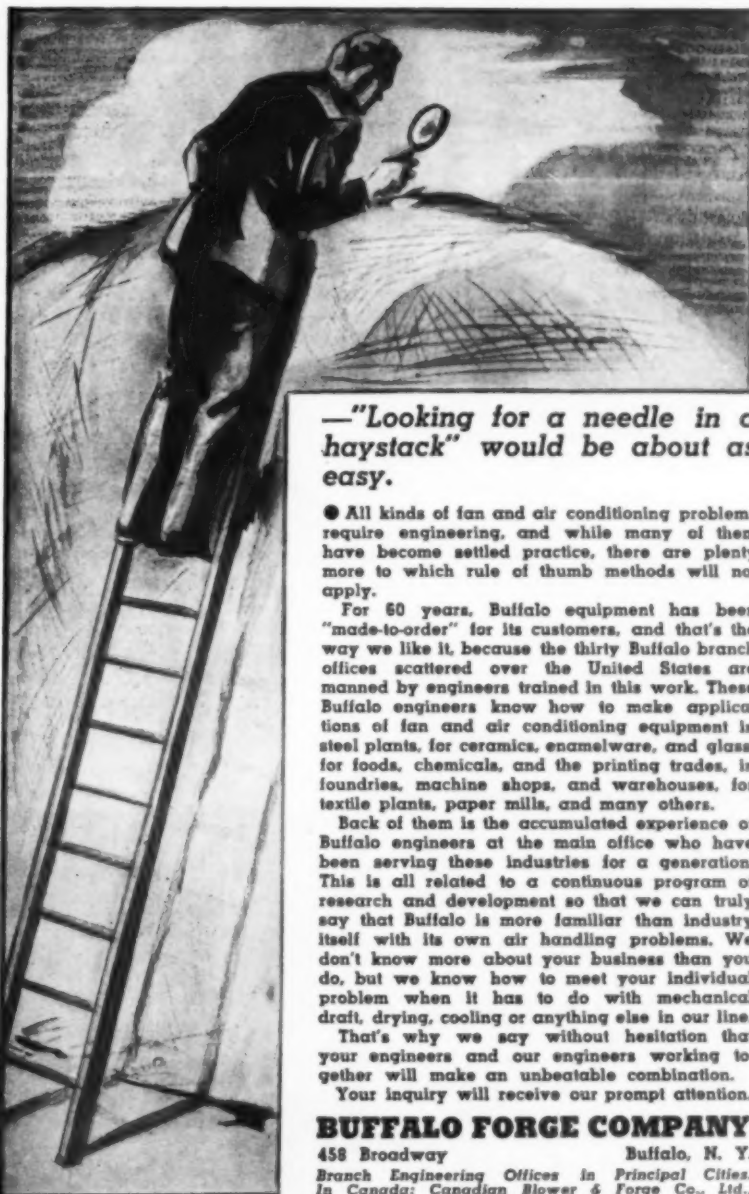 —"Looking for a needle in a
haystack" would be about as
easy.
● All kinds of fan and air conditioning problem
require engineering, and while many of them
have become settled practice, there are plenty
more to which rule of thumb methods will no
apply.
For 60 years, Buffalo equipment has been
"made-to-order" for its customers, and that's the
way we like it, because the thirty Buffalo branch
offices scattered over the United States are
manned by engineers trained in this work. These
Buffalo engineers know how to make applica
tions of fan and air conditioning equipment in
steel plants, for ceramics, enamelware, and glass
for foods, chemicals, and the printing trades, in
foundries, machine shops, and warehouses, for
textile plants, paper mills, and many others.
Back of them is the accumulated experience of
Buffalo engineers at the main office who have
been serving these industries for a generation
This is all related to a continuous program of
research and development so that we can truly
say that Buffalo is more familiar than industry
itself with its own air handling problems. We
don't know more about your business than you
do, but we know how to meet your individual
problem when it has to do with mechanical
draft, drying, cooling or anything else in our line
That's why we say without hesitation that
your engineers and our engineers working to
gether will make an unbeatable combination.
Your inquiry will receive our prompt attention.
BUFFALO FORGE COMPANY
458 Broadway Buffalo, N. Y.
Branch Engineering Offices in Principal Cities
In Canada: Canadian Blower & Forge Co., Ltd.